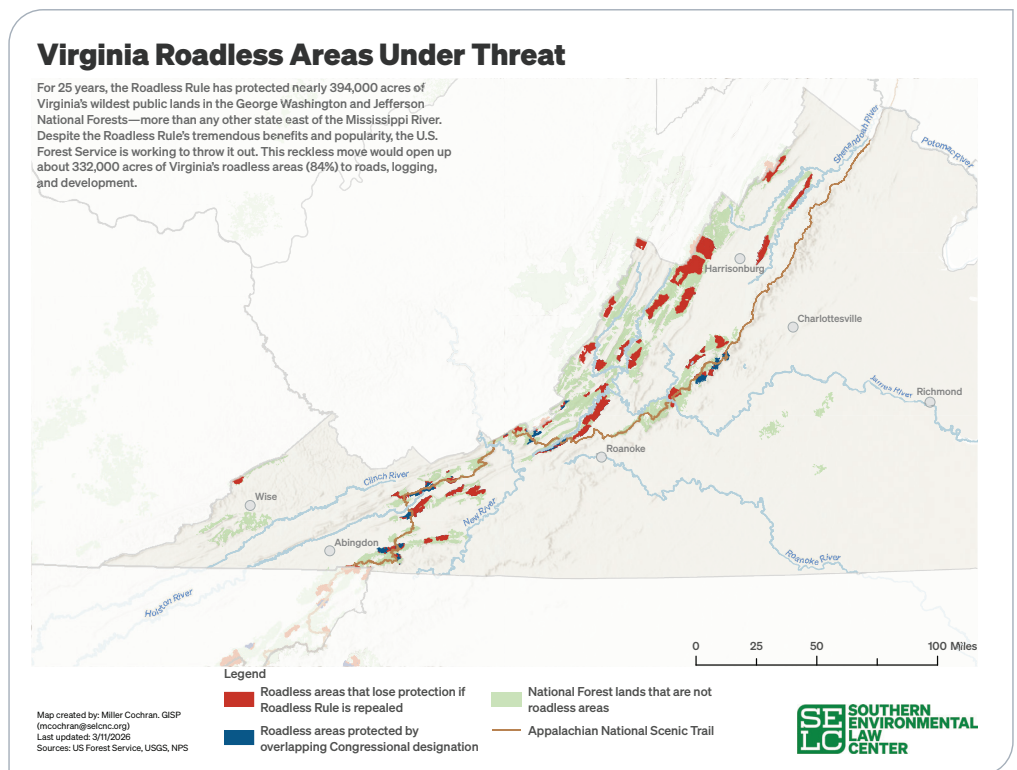 Virginia Roadless Areas Under Threat
For 25 years, the Roadless Rule has protected nearly 394,000 acres of
Virginia's wildest public lands in the George Washington and Jefferson
National Forests—more than any other state east of the Mississippi River.
Despite the Roadless Rule's tremendous benefits and popularity, the U.S.
Forest Service is working to throw it out. This reckless move would open up
about 332,000 acres of Virginia's roadless areas (84%) to roads, logging,
and development.
Shenandoah River
Potomac River
Harrisonburg
Charlottesville
James River
Richmond
Roanoke
Clinch River
Wise
New River
Abingdon
Roanoke River
Holston River
0 25 50 100 Miles
Legend
Roadless areas that lose protection if
Roadless Rule is repealed
Roadless areas protected by
overlapping Congressional designation
National Forest lands that are not
roadless areas
Appalachian National Scenic Trail
Map created by: Miller Cochran. GISP
(mcochran@selcnc.org)
Last updated: 3/11/2026
Sources: US Forest Service, USGS, NPS
SE
LC
SOUTHERN
ENVIRONMENTAL
LAW
CENTER